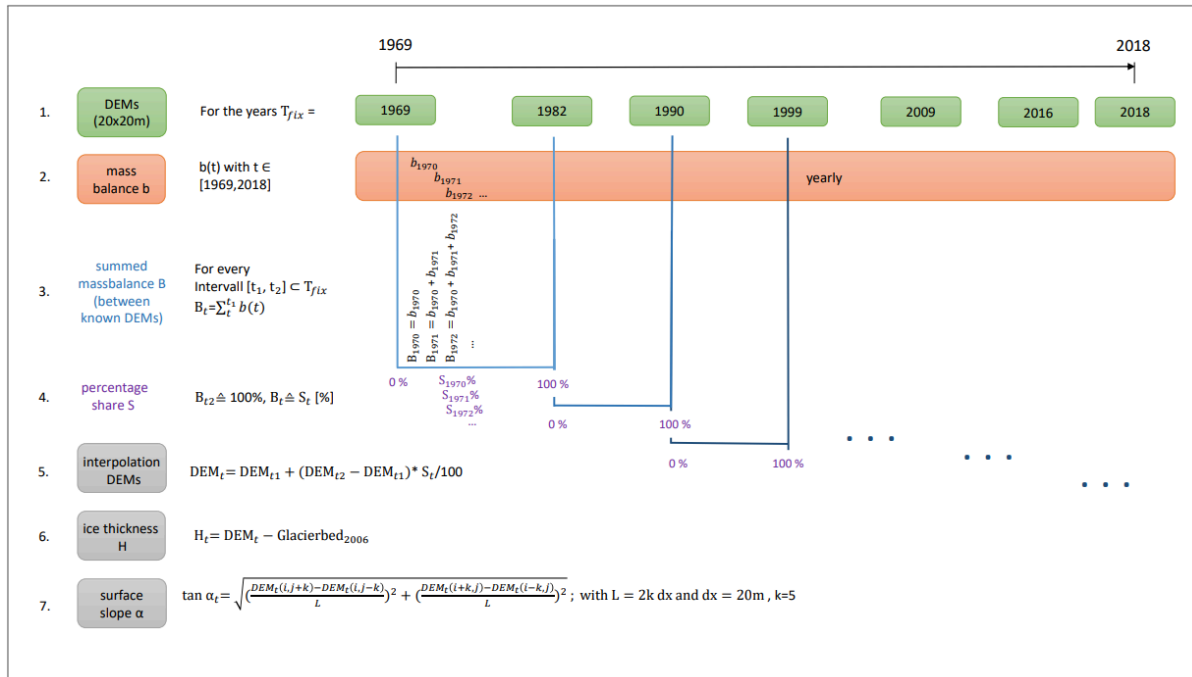 1969
2018
1.
DEMs
(20x20m)
For the years T_fix =
1969
1982
1990
1999
2009
2016
2018
2.
mass
balance b
b(t) with t ∈
[1969,2018]
b_1970
b_1971
b_1972 ...
yearly
3.
summed
massbalance B
(between
known DEMs)
For every
Intervall [t_1, t_2] ⊂ T_fix
B_t=∑_t^{t_1} b(t)
B_1970 = b_1970
B_1971 = b_1970 + b_1971
B_1972 = b_1970 + b_1971+ b_1972
...
4.
percentage
share S
B_t2 ≙ 100%, B_t ≙ S_t [%]
0 %
S_1970%
S_1971%
S_1972%
...
100 %
0 %
100 %
0 %
100 %
. . .
. . .
. . .
5.
interpolation
DEMs
DEM_t= DEM_t1 + (DEM_t2 − DEM_t1)* S_t/100
6.
ice thickness
H
H_t= DEM_t − Glacierbed_2006
7.
surface
slope α
tan α_t= √((DEM_t(i,j+k)−DEM_t(i,j−k)/L)^2 + (DEM_t(i+k,j)−DEM_t(i−k,j)/L)^2 ; with L = 2k dx and dx = 20m , k=5